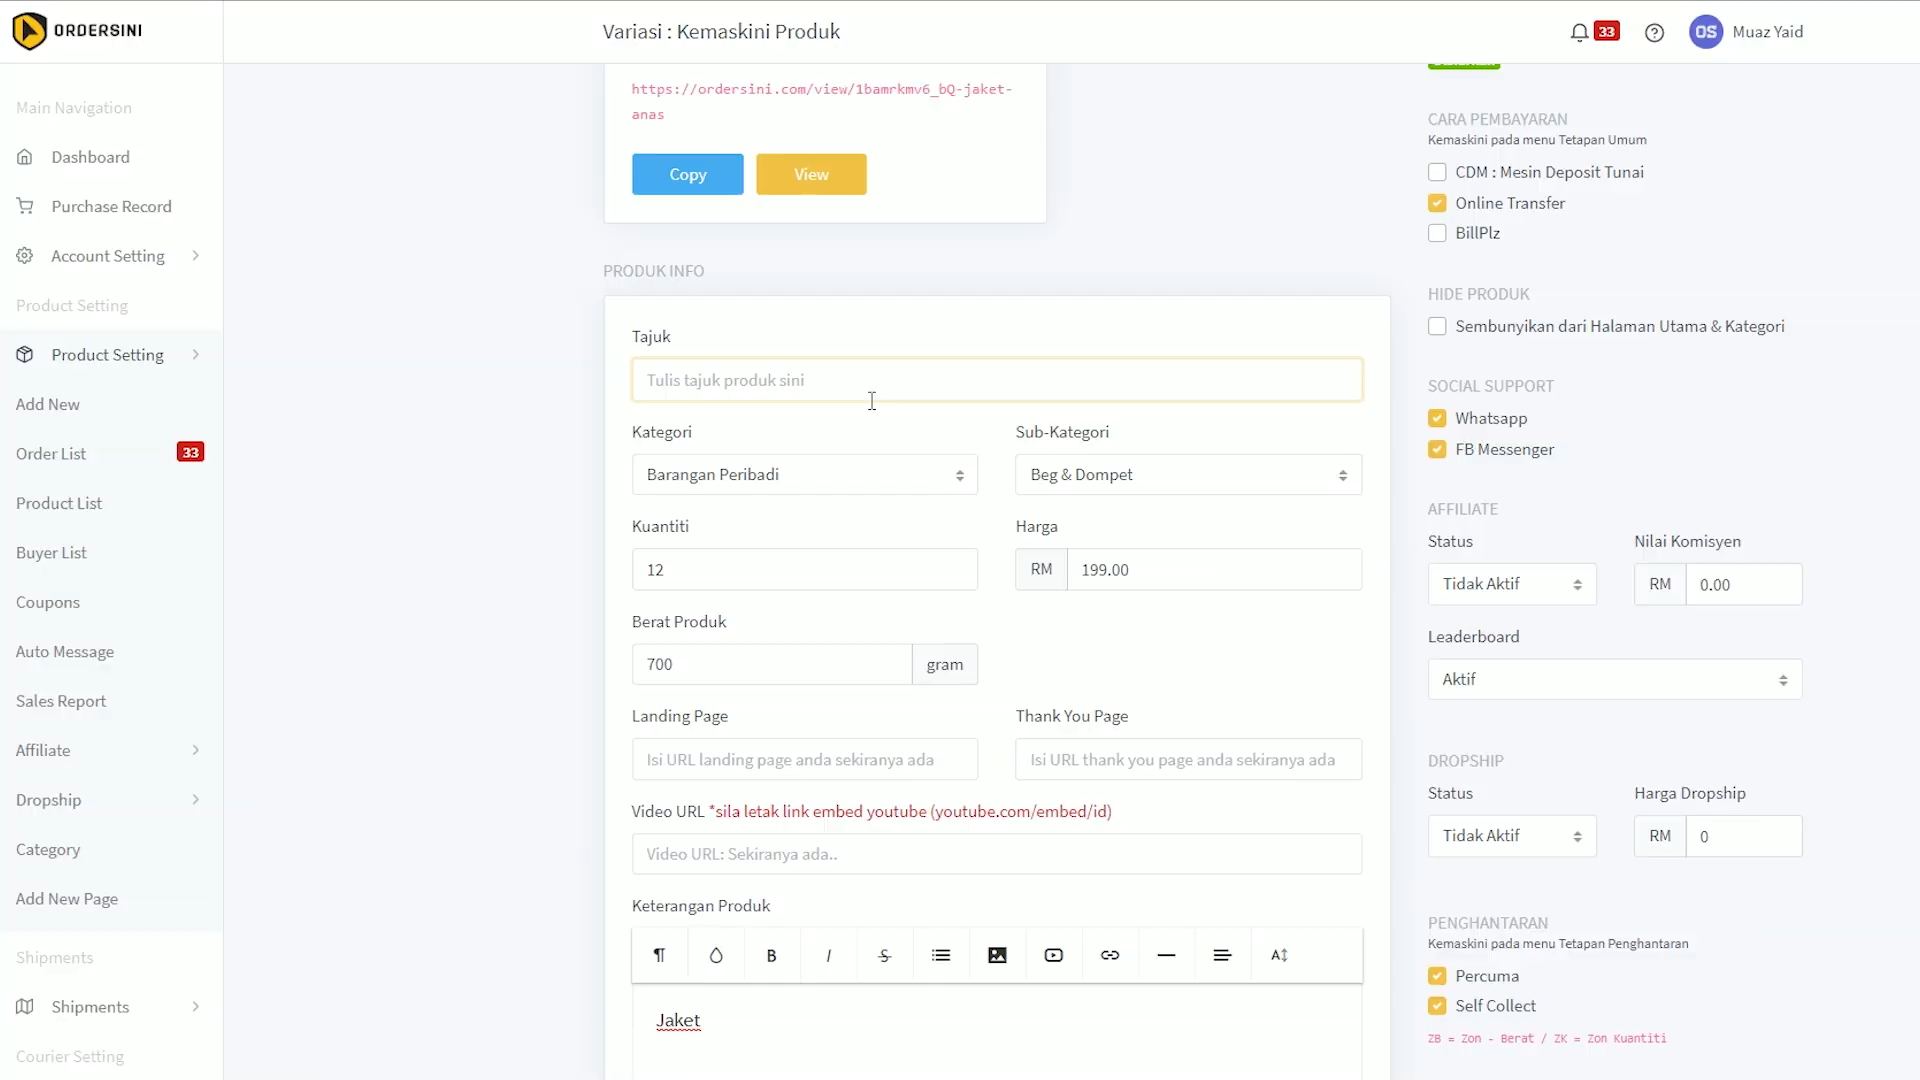 ORDERSINI
Variasi : Kemaskini Produk
33
OS
Muaz Yaid
Main Navigation
Dashboard
Purchase Record
Account Setting
Product Setting
Product Setting
Add New
Order List
33
Product List
Buyer List
Coupons
Auto Message
Sales Report
Affiliate
Dropship
Category
Add New Page
Shipments
Shipments
Courier Setting
https://ordersini.com/view/1bamrkmv6_bQ-jaket-
anas
Copy
View
PRODUK INFO
Tajuk
Tulis tajuk produk sini
Kategori
Sub-Kategori
Barangan Peribadi
Beg & Dompet
Kuantiti
Harga
12
RM
199.00
Berat Produk
700
gram
Landing Page
Thank You Page
Isi URL landing page anda sekiranya ada
Isi URL thank you page anda sekiranya ada
Video URL *sila letak link embed youtube (youtube.com/embed/id)
Video URL: Sekiranya ada..
Keterangan Produk
Jaket
CARA PEMBAYARAN
Kemaskini pada menu Tetapan Umum
CDM : Mesin Deposit Tunai
Online Transfer
BillPlz
HIDE PRODUK
Sembunyikan dari Halaman Utama & Kategori
SOCIAL SUPPORT
Whatsapp
FB Messenger
AFFILIATE
Status
Nilai Komisyen
Tidak Aktif
RM
0.00
Leaderboard
Aktif
DROPSHIP
Status
Harga Dropship
Tidak Aktif
RM
0
PENGHANTARAN
Kemaskini pada menu Tetapan Penghantaran
Percuma
Self Collect
ZB = Zon - Berat / ZK = Zon Kuantiti